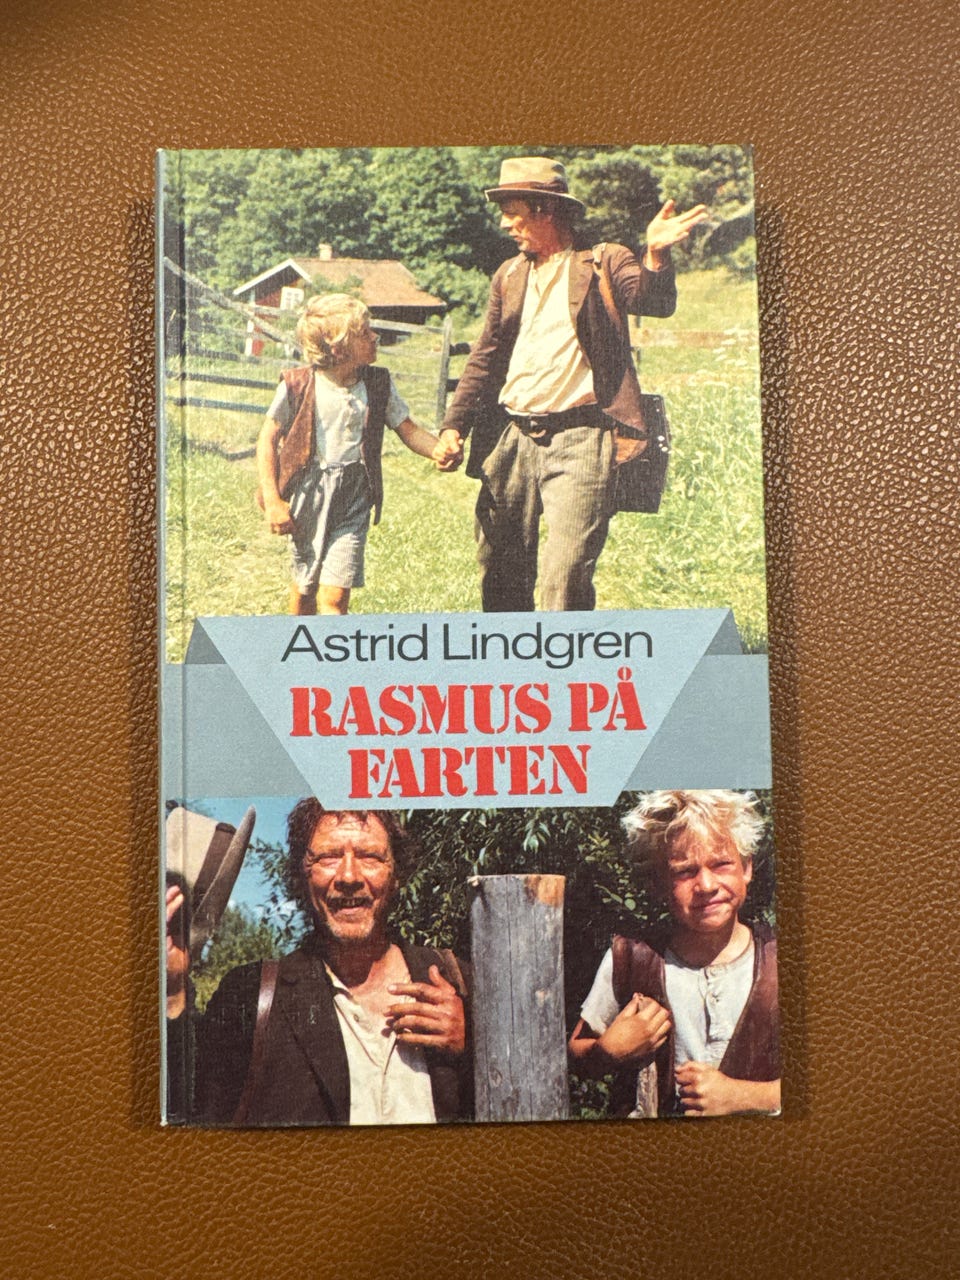 Astrid Lindgren
RASMUS PÅ
FARTEN